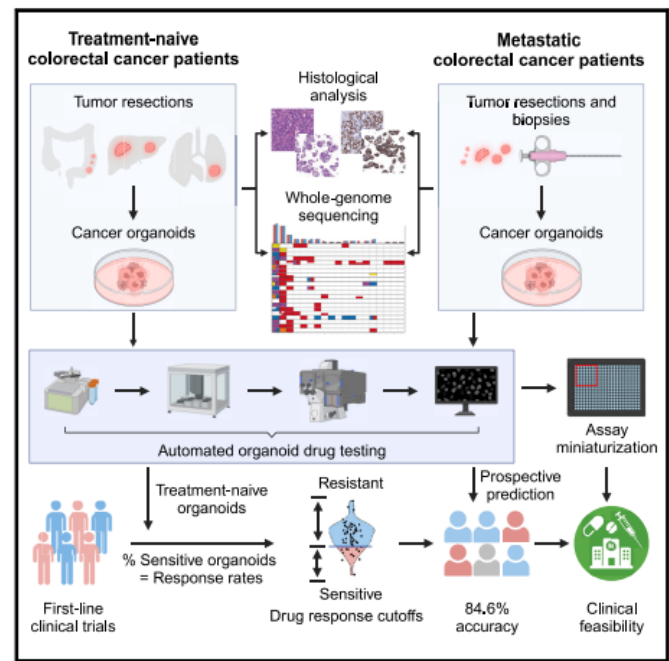 Treatment-naive
colorectal cancer patients
Metastatic
colorectal cancer patients
Tumor resections
Histological
analysis
Tumor resections and
biopsies
Whole-genome
sequencing
Cancer organoids
Cancer organoids
Automated organoid drug testing
Assay
miniaturization
Treatment-naive
organoids
Resistant
Prospective
prediction
% Sensitive organoids
= Response rates
Sensitive
First-line
clinical trials
Drug response cutoffs
84.6%
accuracy
Clinical
feasibility